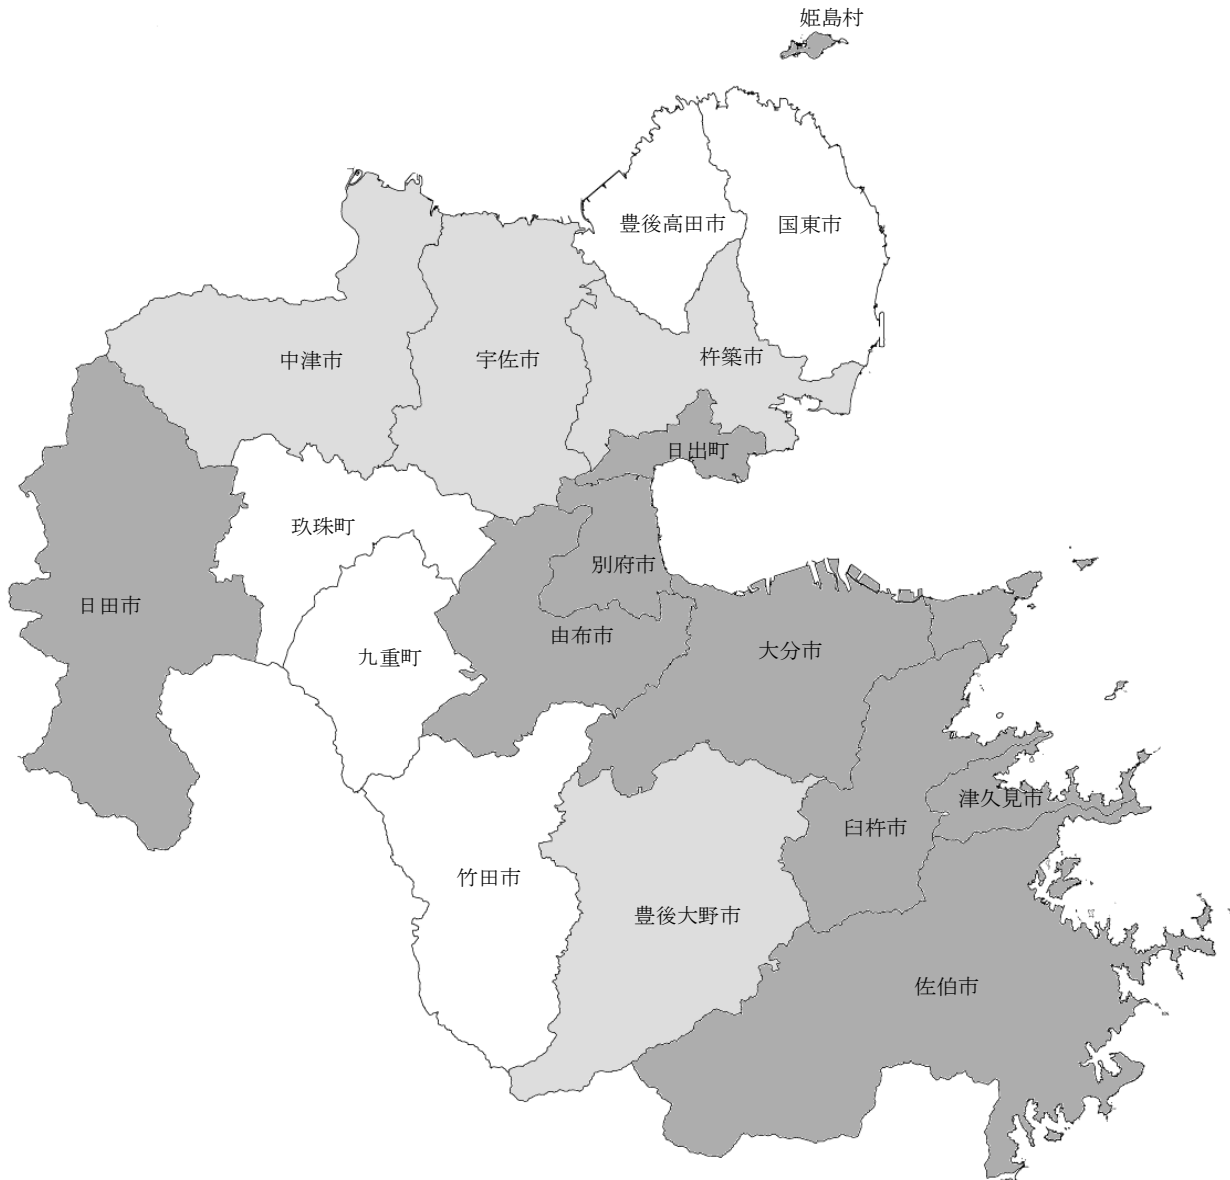 姫島村
豊後高田市
国東市
中津市
宇佐市
杵築市
日出町
玖珠町
別府市
日田市
由布市
大分市
九重町
津久見市
臼杵市
竹田市
豊後大野市
佐伯市